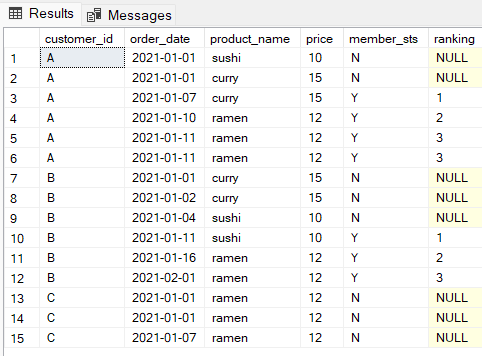 Results Messages
customer_id order_date product_name price member_sts ranking
1 A 2021-01-01 sushi 10 N NULL
2 A 2021-01-01 curry 15 N NULL
3 A 2021-01-07 curry 15 Y 1
4 A 2021-01-10 ramen 12 Y 2
5 A 2021-01-11 ramen 12 Y 3
6 A 2021-01-11 ramen 12 Y 3
7 B 2021-01-01 curry 15 N NULL
8 B 2021-01-02 curry 15 N NULL
9 B 2021-01-04 sushi 10 N NULL
10 B 2021-01-11 sushi 10 Y 1
11 B 2021-01-16 ramen 12 Y 2
12 B 2021-02-01 ramen 12 Y 3
13 C 2021-01-01 ramen 12 N NULL
14 C 2021-01-01 ramen 12 N NULL
15 C 2021-01-07 ramen 12 N NULL